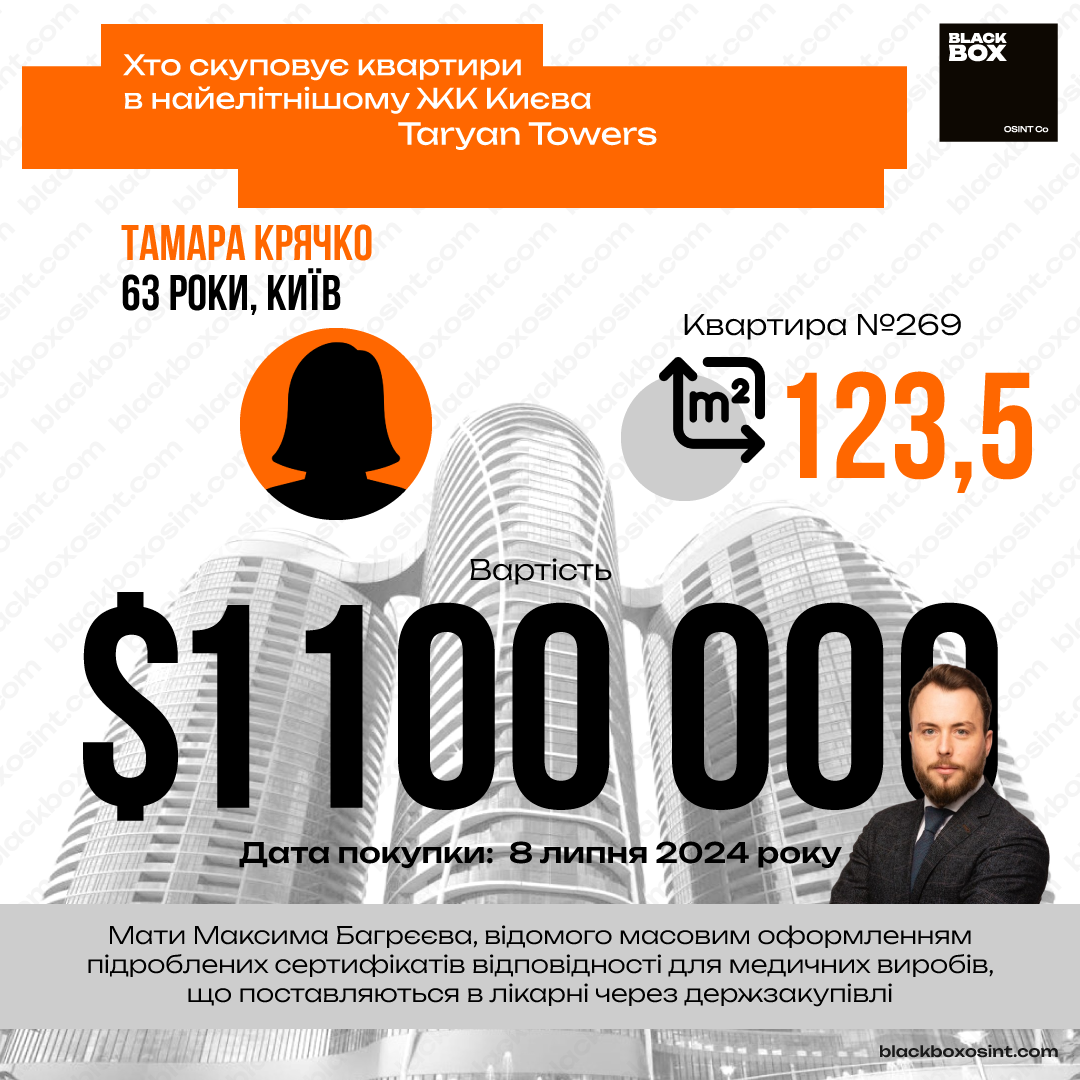 Хто скуповує квартири
в найелітнішому ЖК Києва
Taryan Towers
BLACK
BOX
OSINT Co
ТАМАРА КРЯЧКО
63 РОКИ, КИЇВ
Квартира №269
m²
123,5
Вартість
$1 100 000
Дата покупки: 8 липня 2024 року
Мати Максима Багрєєва, відомого масовим оформленням
підроблених сертифікатів відповідності для медичних виробів,
що поставляються в лікарні через держзакупівлі
blackboxosint.com